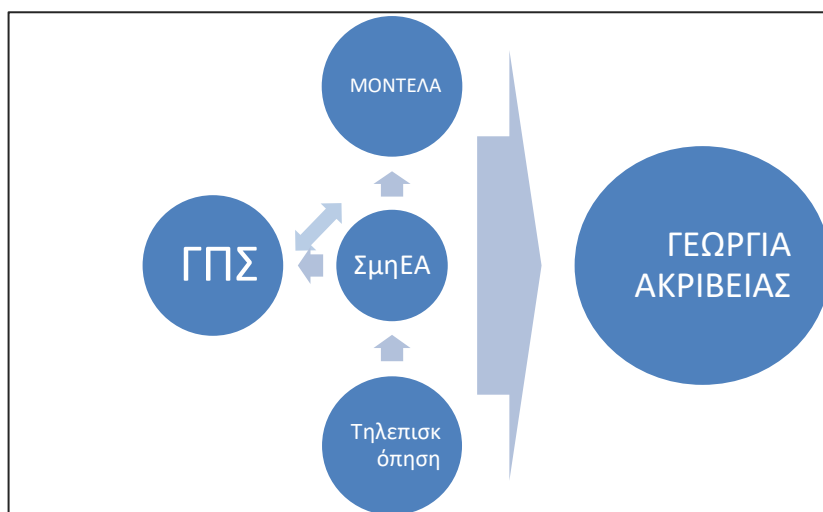 ΜΟΝΤΕΛΑ
ΓΠΣ
ΣμηΕΑ
Τηλεπισκ
όπηση
ΓΕΩΡΓΙΑ
ΑΚΡΙΒΕΙΑΣ